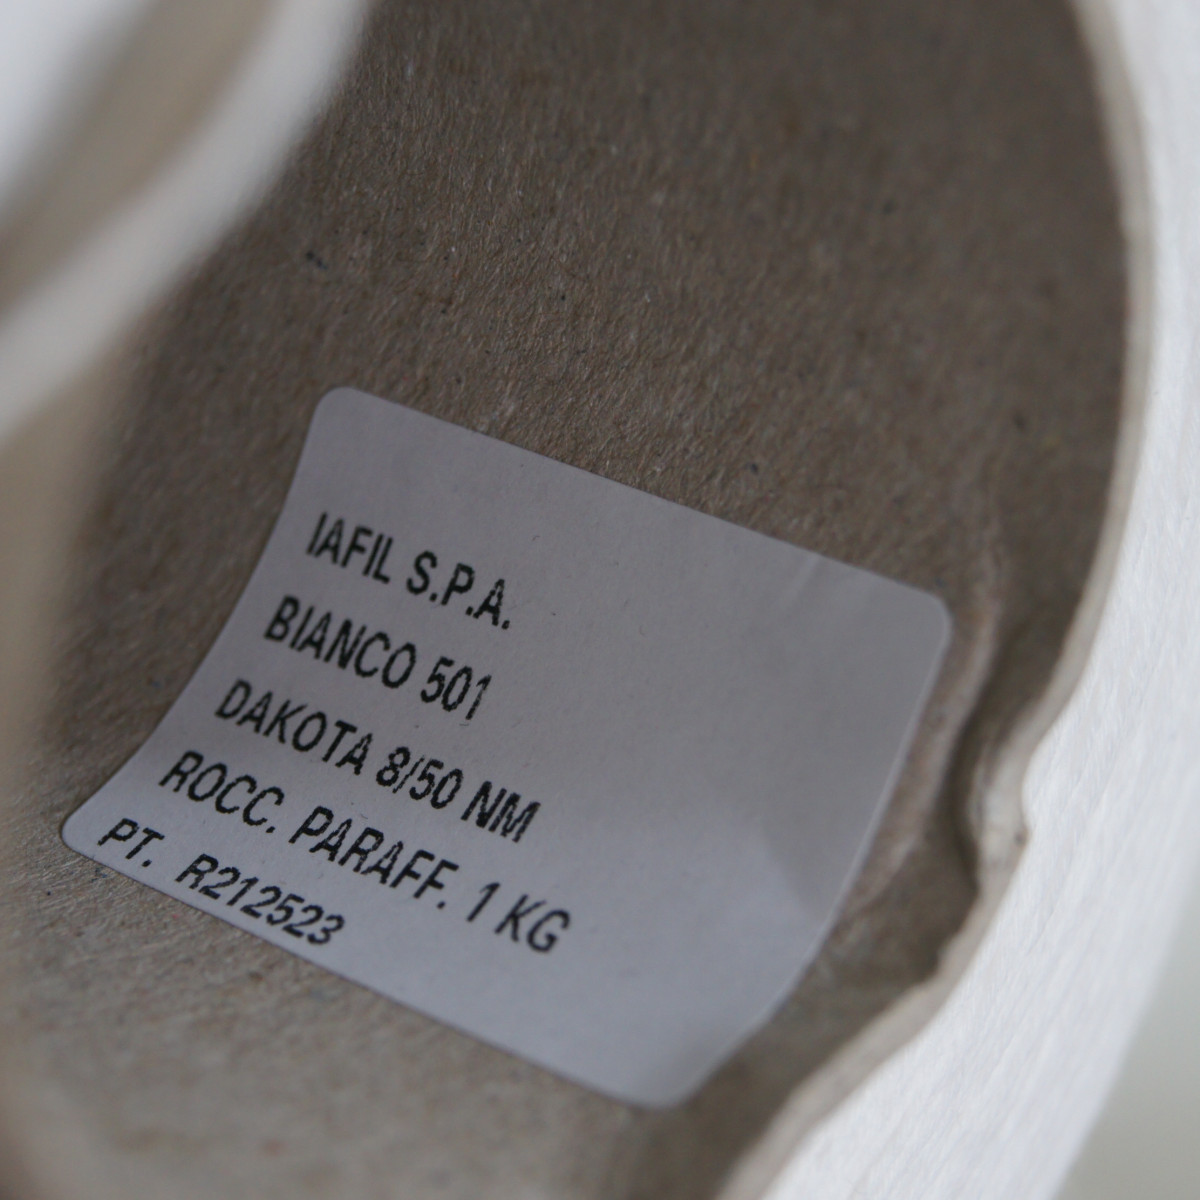 IAFIL S.P.A.
BIANCO 501
DAKOTA 8/50 NM
ROCC. PARAFF. 1 KG
PT. R212523